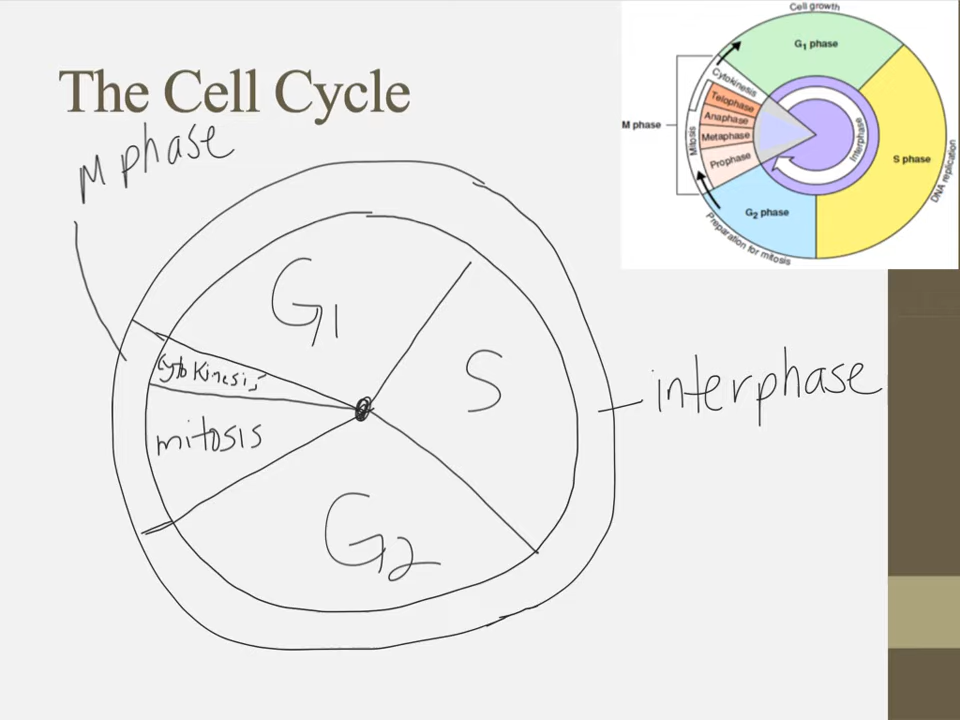 The Cell Cycle
M phase
G1
S
cytokinesis
mitosis
G2
interphase
Cell growth
G1 phase
Cytokinesis
Telophase
Anaphase
Metaphase
Prophase
Mitosis
M phase
Interphase
S phase
DNA replication
G2 phase
Preparation for mitosis